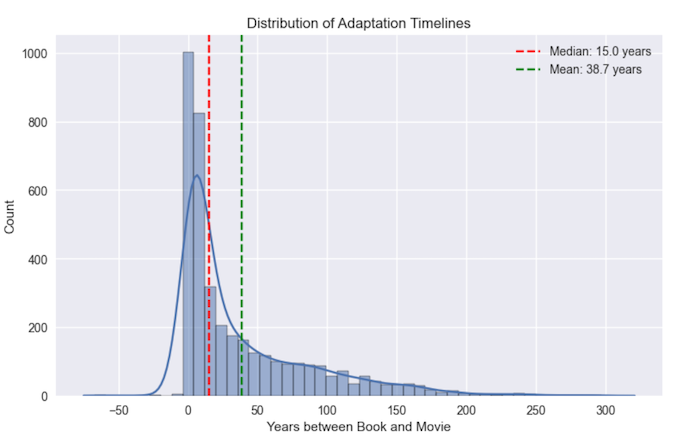 Distribution of Adaptation Timelines
Median: 15.0 years
Mean: 38.7 years
1000
800
600
400
200
0
Count
−50 0 50 100 150 200 250 300
Years between Book and Movie